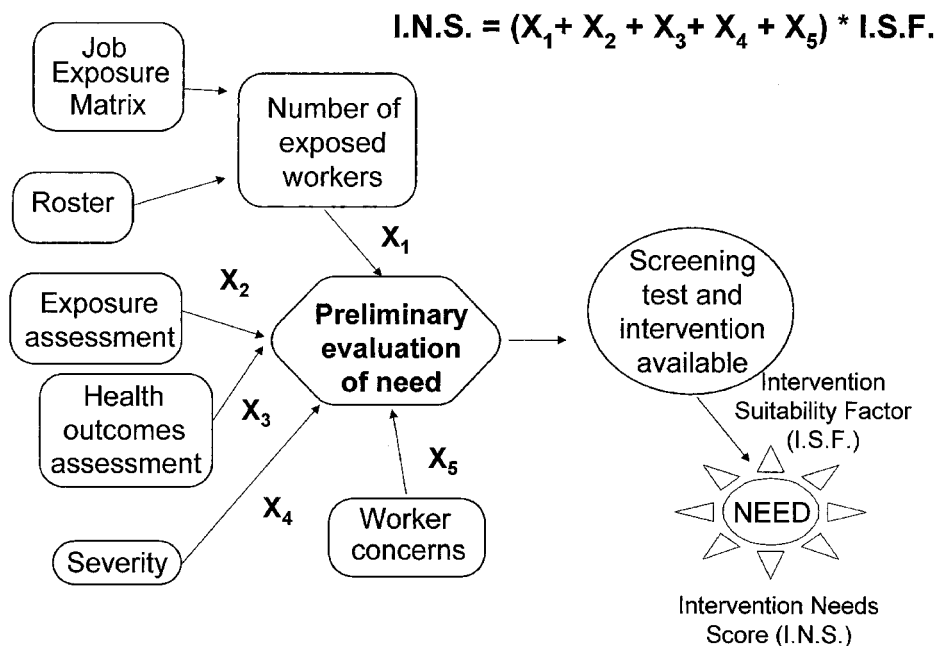 I.N.S. = (X₁+ X₂ + X₃+ X₄ + X₅) * I.S.F.
Job
Exposure
Matrix
Number of
exposed
workers
Roster
X₁
X₂
Exposure
assessment
Preliminary
evaluation
of need
Screening
test and
intervention
available
Health
outcomes
assessment
X₃
Intervention
Suitability Factor
(I.S.F.)
X₄
X₅
Worker
concerns
Severity
NEED
Intervention Needs
Score (I.N.S.)